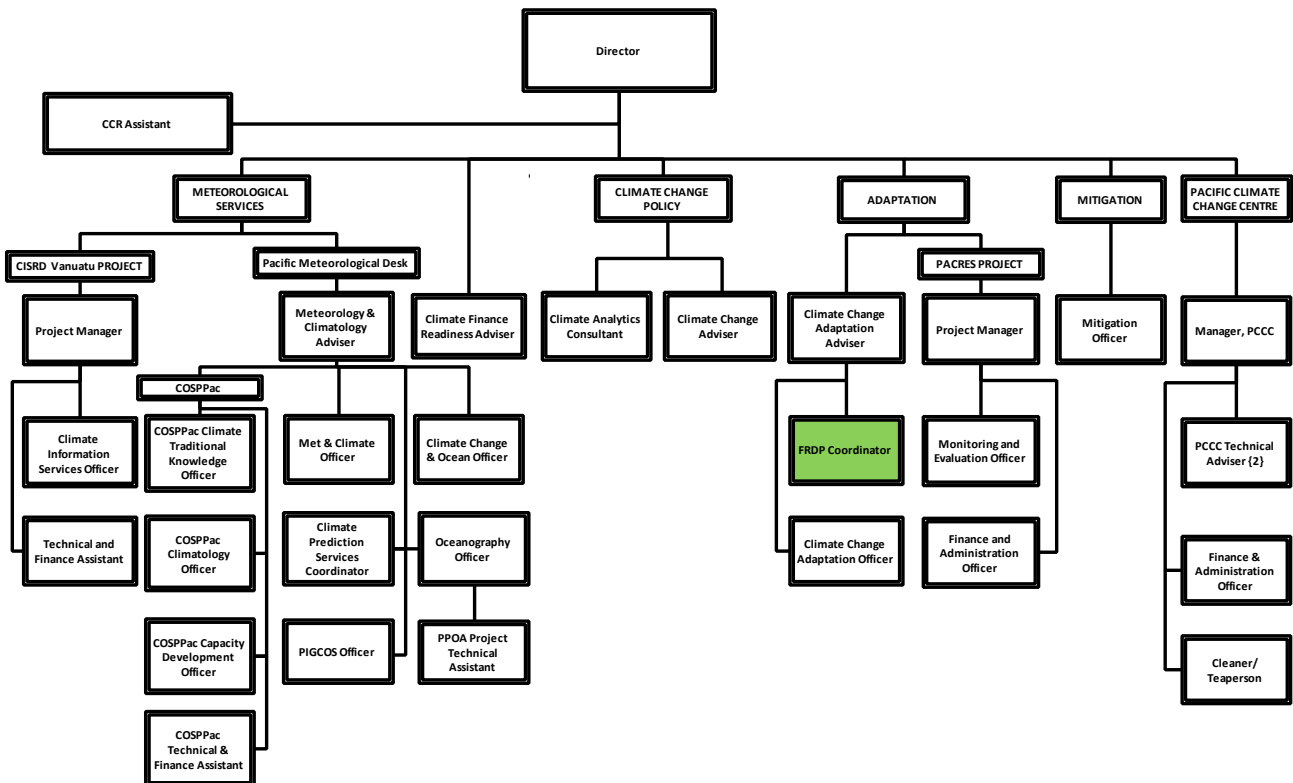 Director
CCR Assistant
METEOROLOGICAL
SERVICES
CLIMATE CHANGE
POLICY
ADAPTATION
MITIGATION
PACIFIC CLIMATE
CHANGE CENTRE
CISRD Vanuatu PROJECT
Pacific Meteorological Desk
PACRES PROJECT
Project Manager
Meteorology &
Climatology
Adviser
Climate Finance
Readiness Adviser
Climate Analytics
Consultant
Climate Change
Adviser
Climate Change
Adaptation
Adviser
Project Manager
Mitigation
Officer
Manager, PCCC
COSPPac
Climate
Information
Services Officer
COSPPac Climate
Traditional
Knowledge
Officer
Met & Climate
Officer
Climate Change
& Ocean Officer
FRDP Coordinator
Monitoring and
Evaluation Officer
PCCC Technical
Adviser {2}
Technical and
Finance Assistant
COSPPac
Climatology
Officer
Climate
Prediction
Services
Coordinator
Oceanography
Officer
Climate Change
Adaptation Officer
Finance and
Administration
Officer
Finance &
Administration
Officer
COSPPac Capacity
Development
Officer
PIGCOS Officer
PPOA Project
Technical
Assistant
Cleaner/
Teaperson
COSPPac
Technical &
Finance Assistant